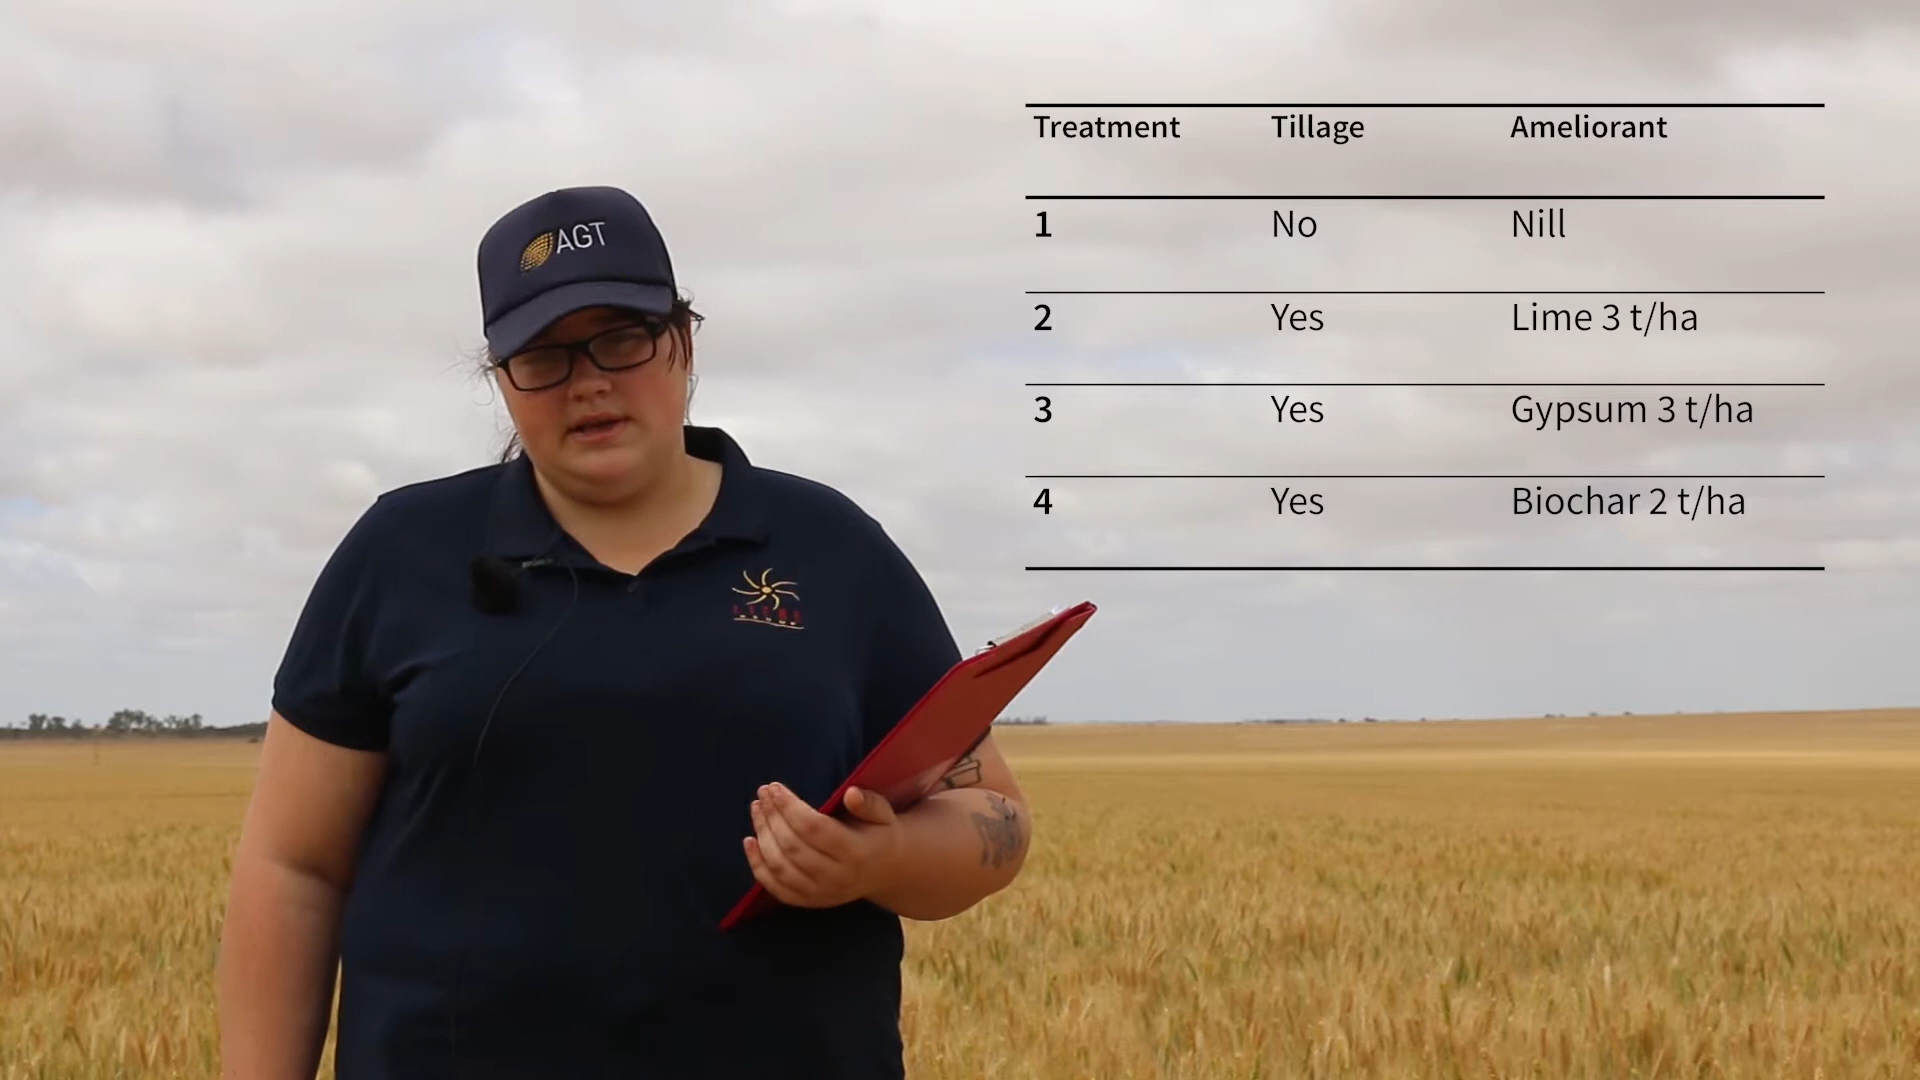 AGT
Treatment Tillage Ameliorant
1 No Nill
2 Yes Lime 3 t/ha
3 Yes Gypsum 3 t/ha
4 Yes Biochar 2 t/ha